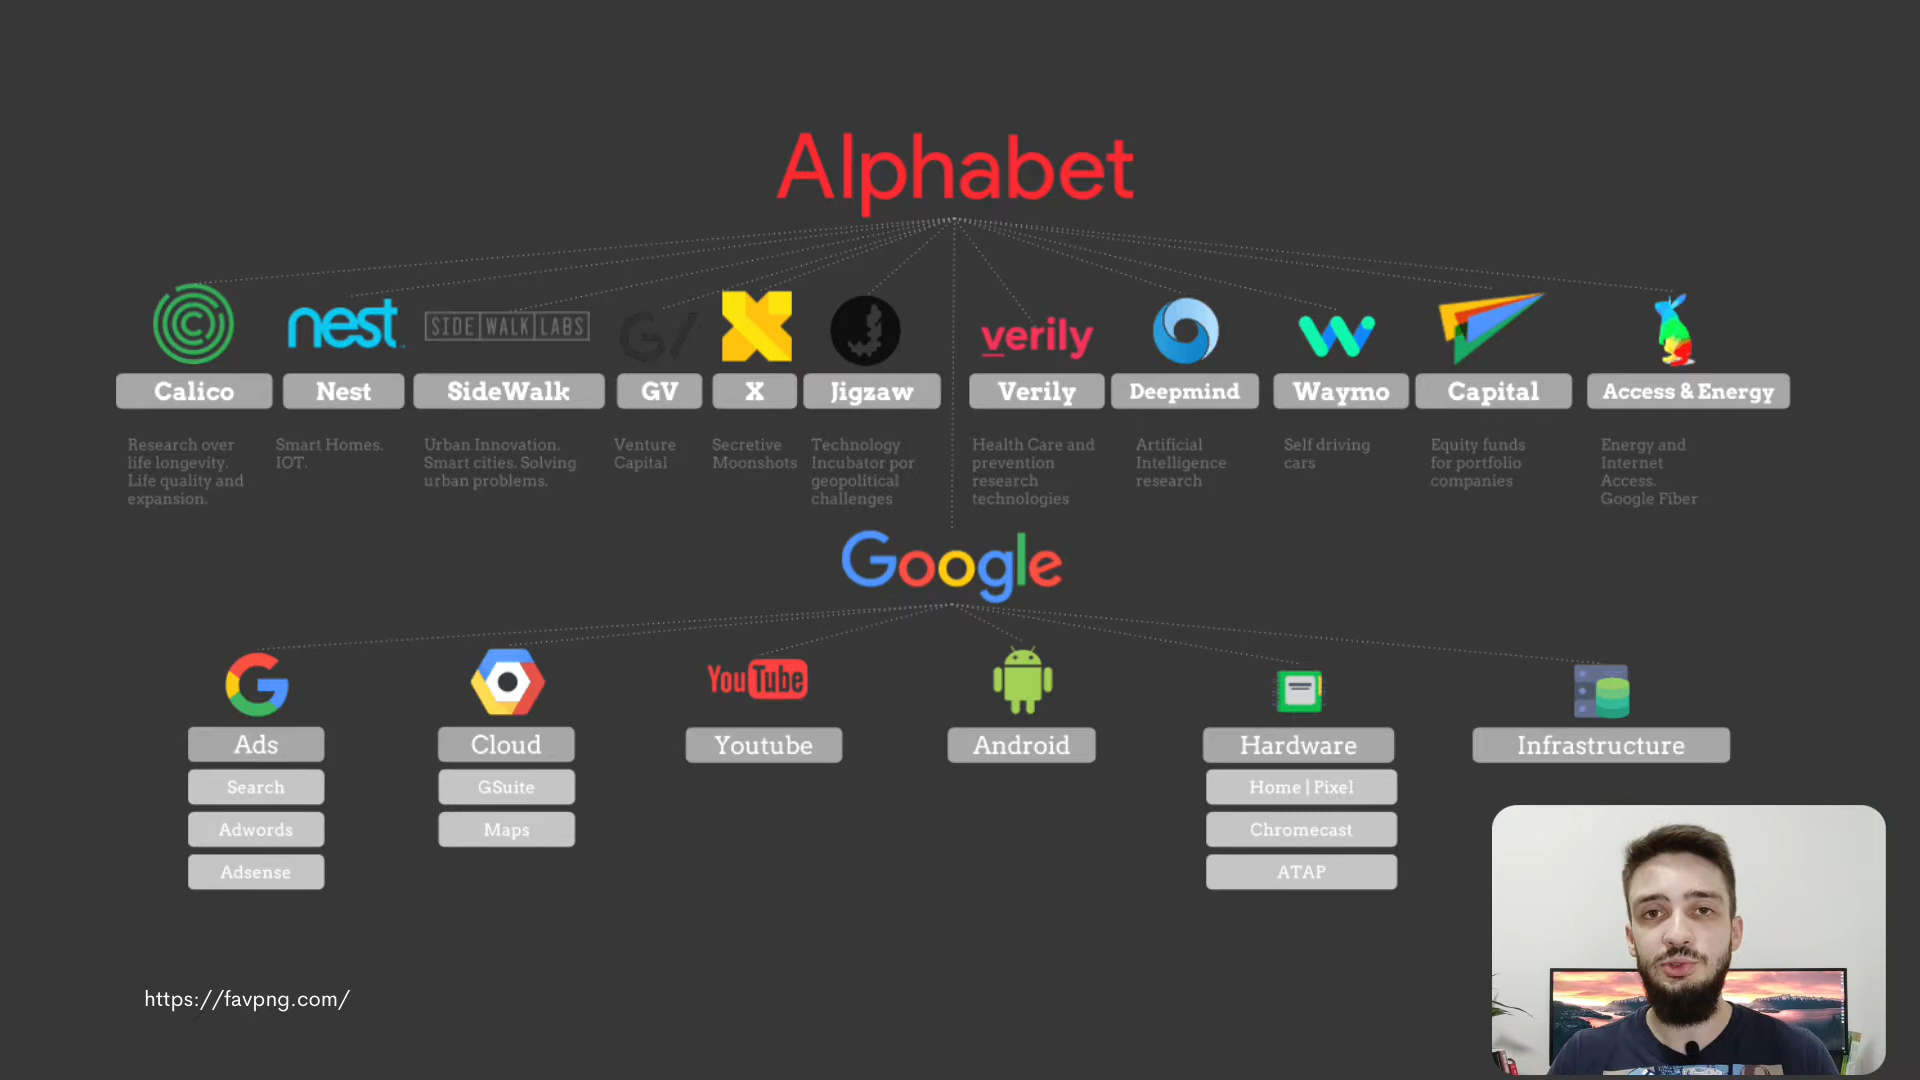 Alphabet
nest
SIDE WALK LABS
G/
verily
Calico
Nest
SideWalk
GV
X
Jigzaw
Verily
Deepmind
Waymo
Capital
Access & Energy
Research over
life longevity.
Life quality and
expansion.
Smart Homes.
IOT.
Urban Innovation.
Smart cities. Solving
urban problems.
Venture
Capital
Secretive
Moonshots
Technology
Incubator por
geopolitical
challenges
Health Care and
prevention
research
technologies
Artificial
Intelligence
research
Self driving
cars
Equity funds
for portfolio
companies
Energy and
Internet
Access.
Google Fiber
Google
G
YouTube
Ads
Cloud
Youtube
Android
Hardware
Infrastructure
Search
GSuite
Home | Pixel
Adwords
Maps
Chromecast
Adsense
ATAP
https://favpng.com/